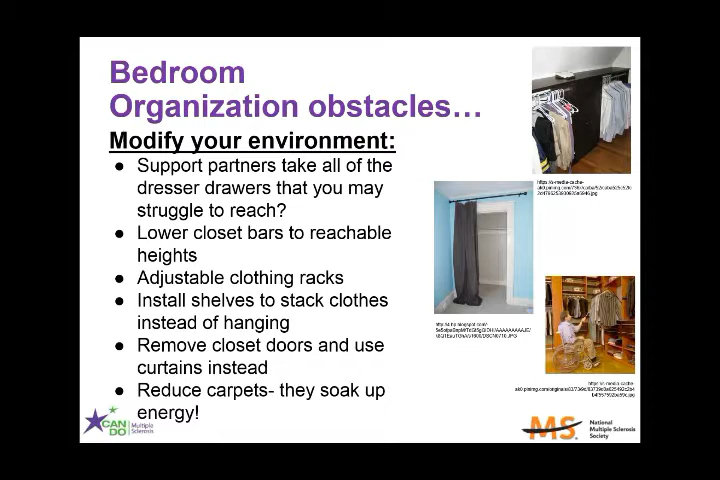 Bedroom
Organization obstacles…
Modify your environment:
● Support partners take all of the
dresser drawers that you may
struggle to reach?
● Lower closet bars to reachable
heights
● Adjustable clothing racks
● Install shelves to stack clothes
instead of hanging
● Remove closet doors and use
curtains instead
● Reduce carpets- they soak up
energy!
CAN
DO
Multiple
Sclerosis
MS
National
Multiple Sclerosis
Society